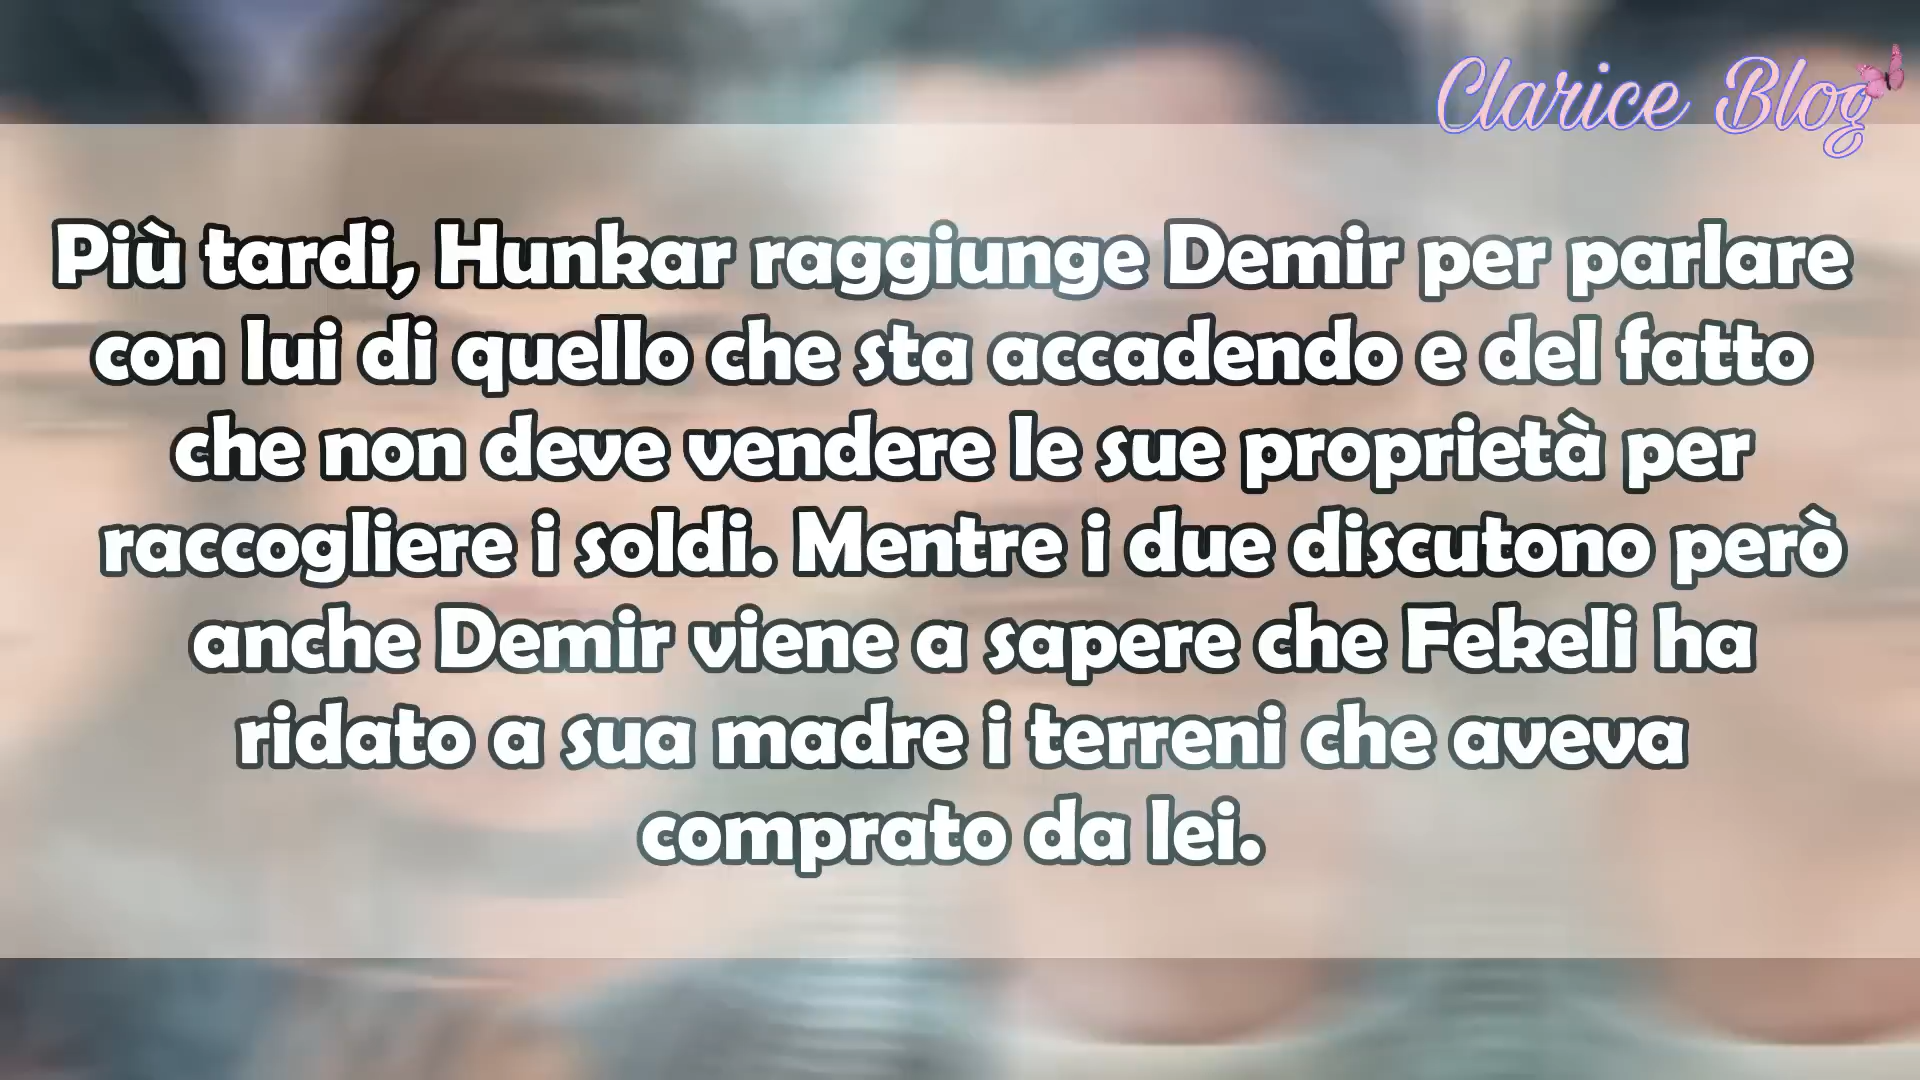 Clarice Blog
Più tardi, Hunkar raggiunge Demir per parlare
con lui di quello che sta accadendo e del fatto
che non deve vendere le sue proprietà per
raccogliere i soldi. Mentre i due discutono però
anche Demir viene a sapere che Fekeli ha
ridato a sua madre i terreni che aveva
comprato da lei.